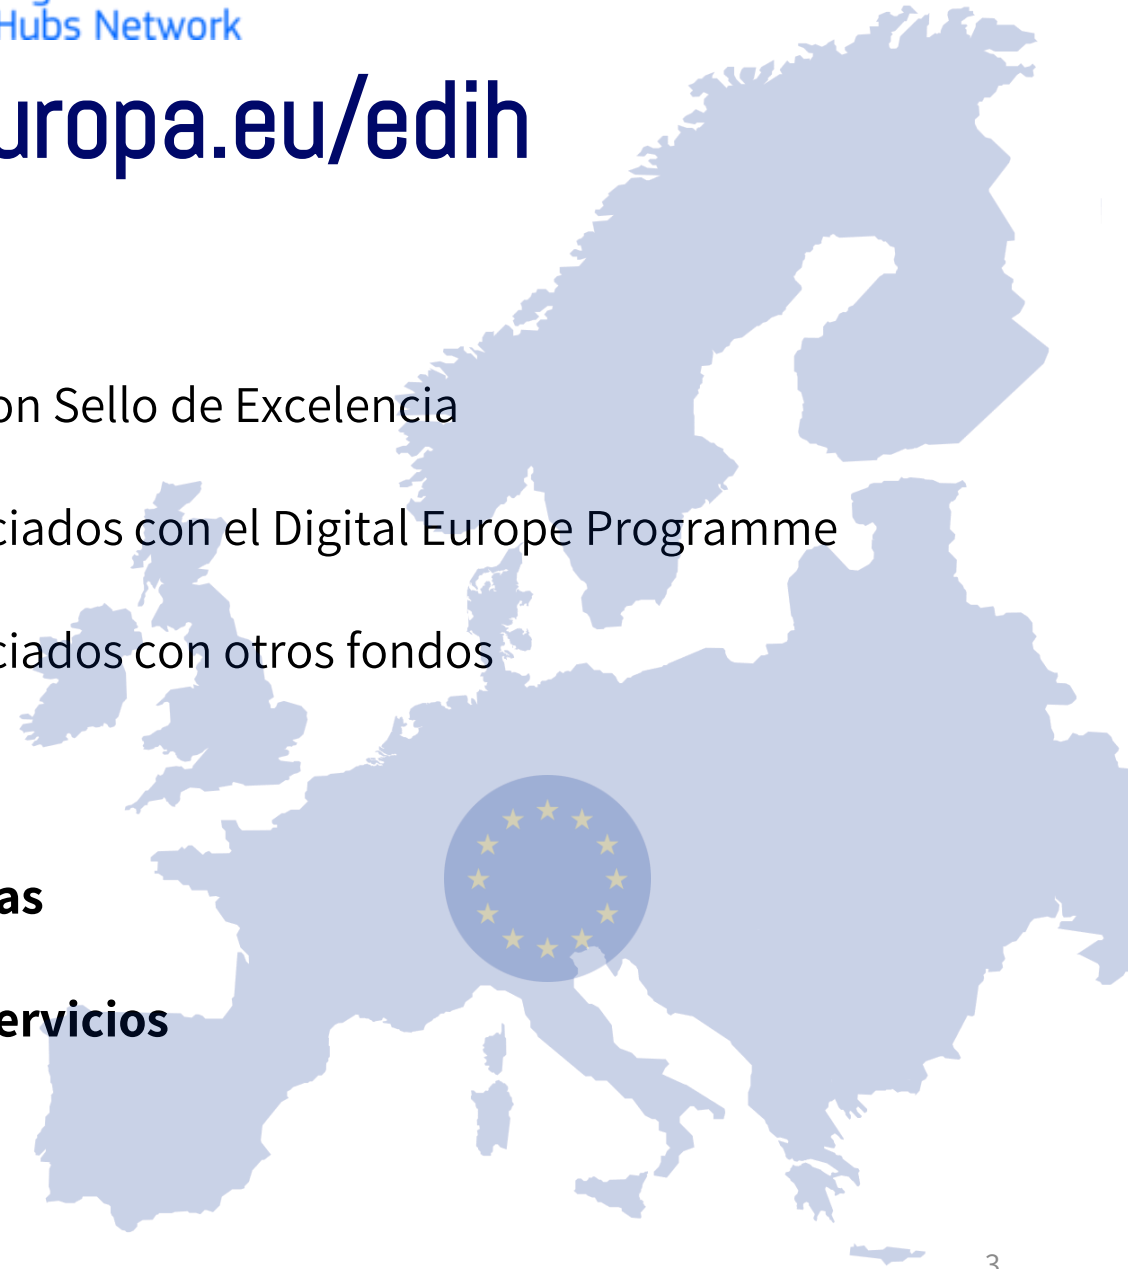 Hubs Network
uropa.eu/edih
on Sello de Excelencia
ciados con el Digital Europe Programme
ciados con otros fondos
as
ervicios
3